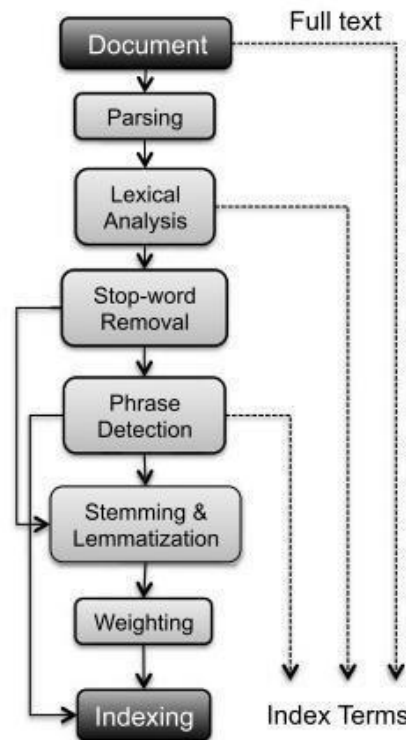 Full text
Document
Parsing
Lexical
Analysis
Stop-word
Removal
Phrase
Detection
Stemming &
Lemmatization
Weighting
Indexing
Index Terms